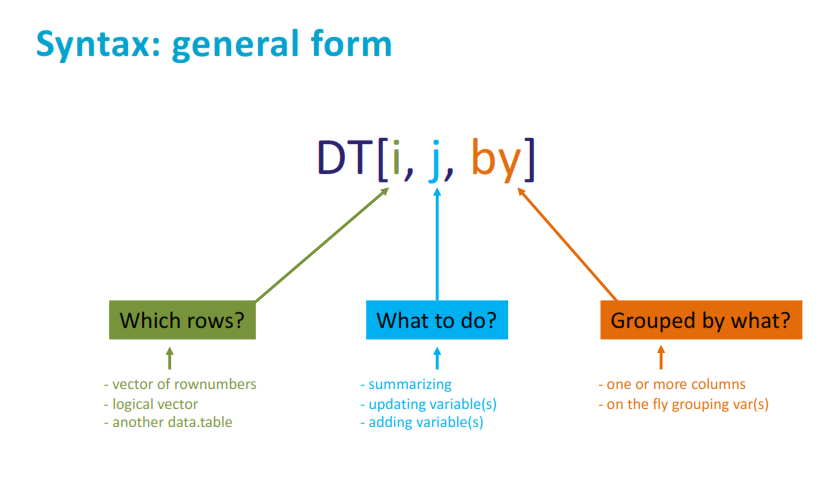 Syntax: general form
DT[i, j, by]
Which rows?
What to do?
Grouped by what?
- vector of rownumbers
- logical vector
- another data.table
- summarizing
- updating variable(s)
- adding variable(s)
- one or more columns
- on the fly grouping var(s)